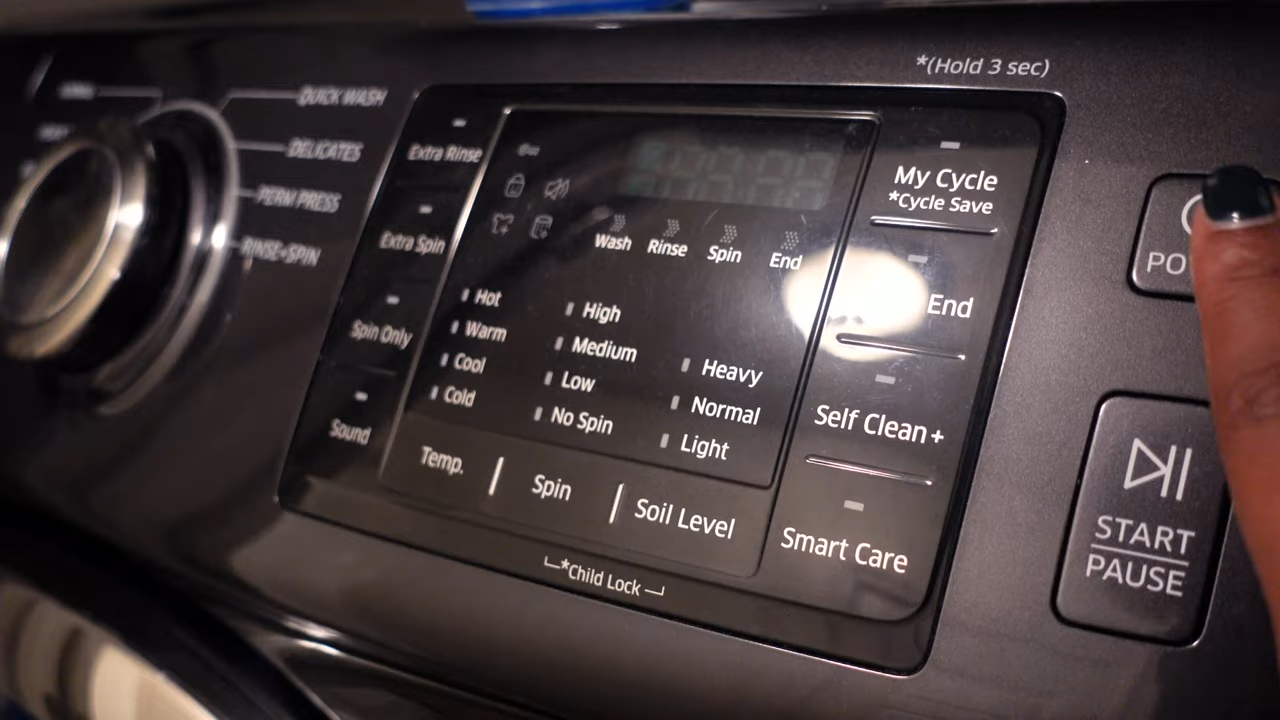 *(Hold 3 sec)
QUICK WASH
DELICATES
PERM PRESS
RINSE+SPIN
Extra Rinse
Extra Spin
Spin Only
Sound
Wash Rinse Spin End
Hot
Warm
Cool
Cold
High
Medium
Low
No Spin
Heavy
Normal
Light
Temp. Spin Soil Level
*Child Lock
My Cycle
*Cycle Save
End
Self Clean+
Smart Care
PO
START
PAUSE